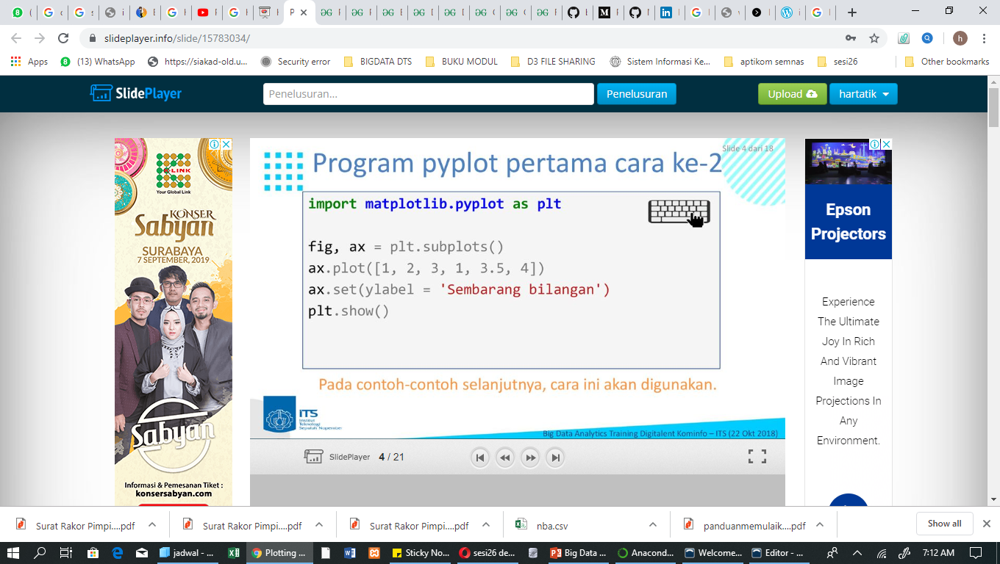 slideplayer.info/slide/15783034/
Apps
(13) WhatsApp
https://siakad-old.u...
Security error
BIGDATA DTS
BUKU MODUL
D3 FILE SHARING
Sistem Informasi Ke...
aptikom semnas
sesi26
Other bookmarks
SlidePlayer
Penelusuran...
Penelusuran
Upload
hartatik
K-LINK
Your Global Link
KONSER
Sabyan
SURABAYA
7 SEPTEMBER, 2019
Sabyan
Informasi & Pemesanan Tiket :
konsersabyan.com
Slide 4 dari 18
Program pyplot pertama cara ke-2
import matplotlib.pyplot as plt
fig, ax = plt.subplots()
ax.plot([1, 2, 3, 1, 3.5, 4])
ax.set(ylabel = 'Sembarang bilangan')
plt.show()
Pada contoh-contoh selanjutnya, cara ini akan digunakan.
ITS
Institut
Teknologi
Sepuluh Nopember
Big Data Analytics Training Digitalent Kominfo – ITS (22 Okt 2018)
SlidePlayer
4 / 21
Epson
Projectors
Experience
The Ultimate
Joy In Rich
And Vibrant
Image
Projections In
Any
Environment.
Surat Rakor Pimpi....pdf
Surat Rakor Pimpi....pdf
Surat Rakor Pimpi....pdf
nba.csv
panduanmemulaik....pdf
Show all
jadwal - ...
Plotting ...
Sticky No...
sesi26 de...
Big Data ...
Anacond...
Welcome...
Editor - ...
7:12 AM